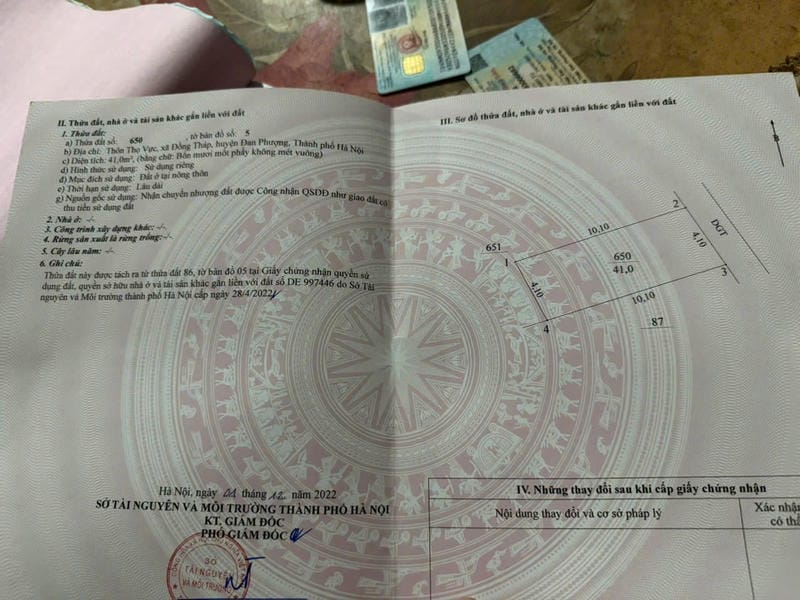 II. Thửa đất, nhà ở và tài sản khác gắn liền với đất
1. Thửa đất:
a) Thửa đất số: 650 , tờ bản đồ số: 5
b) Địa chỉ: Thôn Thọ Vực, xã Đồng Tháp, huyện Đan Phượng, Thành phố Hà Nội
c) Diện tích: 41,0m², (bằng chữ: Bốn mươi mốt phẩy không mét vuông)
d) Hình thức sử dụng: Sử dụng riêng
đ) Mục đích sử dụng: Đất ở tại nông thôn
e) Thời hạn sử dụng: Lâu dài
g) Nguồn gốc sử dụng: Nhận chuyển nhượng đất được Công nhận QSDĐ như giao đất có
thu tiền sử dụng đất
2. Nhà ở: -/-
3. Công trình xây dựng khác: -/-
4. Rừng sản xuất là rừng trồng: -/-
5. Cây lâu năm: -/-
6. Ghi chú:
Thửa đất này được tách ra từ thửa đất 86, tờ bản đồ 05 tại Giấy chứng nhận quyền sử
dụng đất, quyền sở hữu nhà ở và tài sản khác gắn liền với đất số DE 997446 do Sở Tài
nguyên và Môi trường thành phố Hà Nội cấp ngày 28/4/2022
Hà Nội, ngày 01 tháng 12 năm 2022
SỞ TÀI NGUYÊN VÀ MÔI TRƯỜNG THÀNH PHỐ HÀ NỘI
KT. GIÁM ĐỐC
PHÓ GIÁM ĐỐC
SỞ
TÀI NGUYÊN
VÀ MÔI TRƯỜNG
III. Sơ đồ thửa đất, nhà ở và tài sản khác gắn liền với đất
B
2
10,10
ĐGT
651
650
4,10
1
41,0
3
4,10
10,10
4
87
IV. Những thay đổi sau khi cấp giấy chứng nhận
Nội dung thay đổi và cơ sở pháp lý
Xác nhận
có thẩ